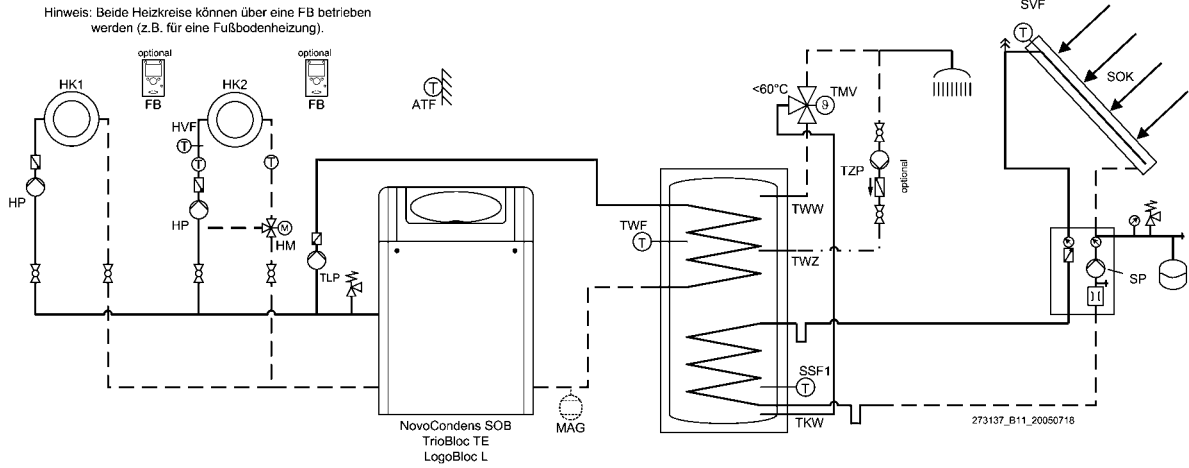 Hinweis: Beide Heizkreise können über eine FB betrieben
werden (z.B. für eine Fußbodenheizung).
SVF
T
optional
optional
HK1
FB
HK2
FB
T
ATF
<60°C
TMV
ϑ
SOK
HVF
T
T
T
HP
HP
M
HM
TLP
TZP
optional
TWW
TWF
T
TWZ
SP
SSF1
T
TKW
MAG
NovoCondens SOB
TrioBloc TE
LogoBloc L
273137_B11_20050718